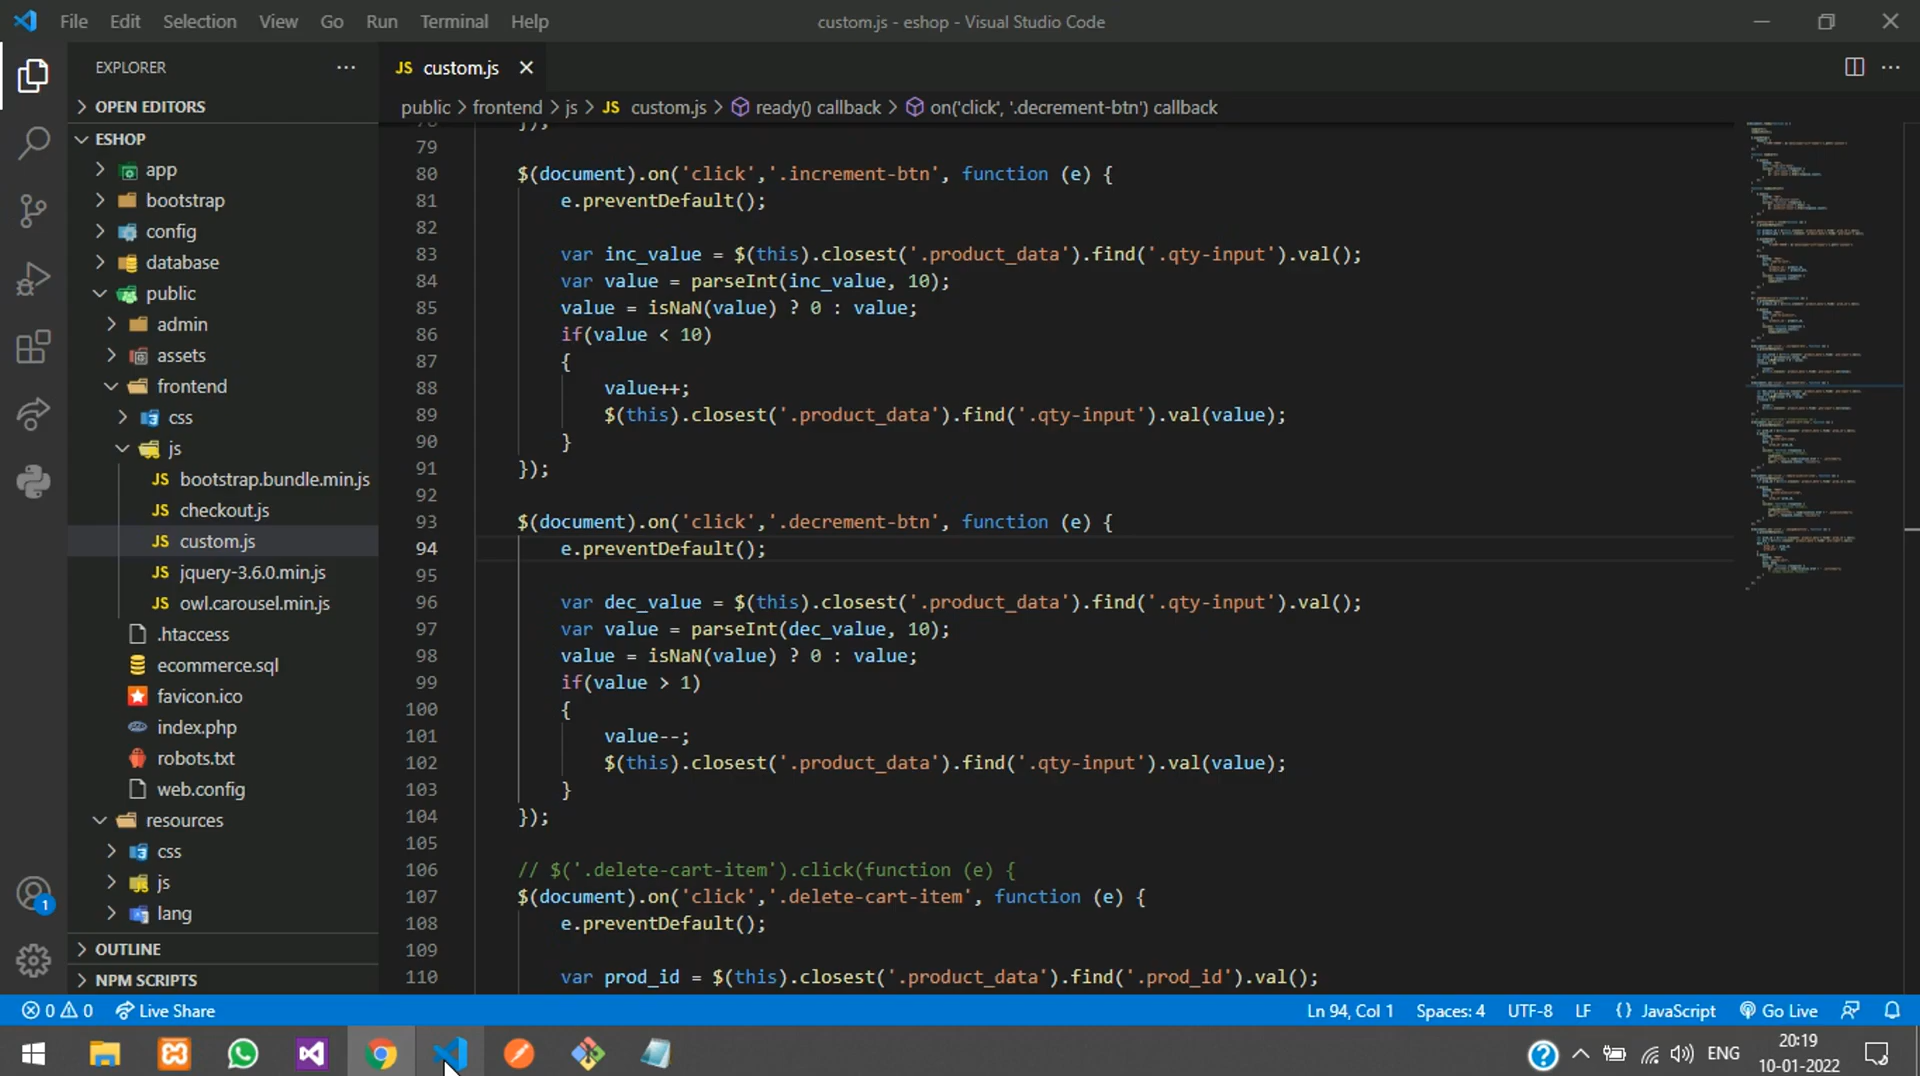 File Edit Selection View Go Run Terminal Help
custom.js - eshop - Visual Studio Code
EXPLORER
JS custom.js
OPEN EDITORS
public > frontend > js > JS custom.js > ready() callback > on('click', '.decrement-btn') callback
ESHOP
app
bootstrap
config
database
public
admin
assets
frontend
css
js
JS bootstrap.bundle.min.js
JS checkout.js
JS custom.js
JS jquery-3.6.0.min.js
JS owl.carousel.min.js
.htaccess
ecommerce.sql
favicon.ico
index.php
robots.txt
web.config
resources
css
js
lang
OUTLINE
NPM SCRIPTS
79
80 $(document).on('click','.increment-btn', function (e) {
81 e.preventDefault();
82
83 var inc_value = $(this).closest('.product_data').find('.qty-input').val();
84 var value = parseInt(inc_value, 10);
85 value = isNaN(value) ? 0 : value;
86 if(value < 10)
87 {
88 value++;
89 $(this).closest('.product_data').find('.qty-input').val(value);
90 }
91 });
92
93 $(document).on('click','.decrement-btn', function (e) {
94 e.preventDefault();
95
96 var dec_value = $(this).closest('.product_data').find('.qty-input').val();
97 var value = parseInt(dec_value, 10);
98 value = isNaN(value) ? 0 : value;
99 if(value > 1)
100 {
101 value--;
102 $(this).closest('.product_data').find('.qty-input').val(value);
103 }
104 });
105
106 // $('.delete-cart-item').click(function (e) {
107 $(document).on('click','.delete-cart-item', function (e) {
108 e.preventDefault();
109
110 var prod_id = $(this).closest('.product_data').find('.prod_id').val();
1
0 0 Live Share
Ln 94, Col 1 Spaces: 4 UTF-8 LF {} JavaScript Go Live
ENG
20:19
10-01-2022